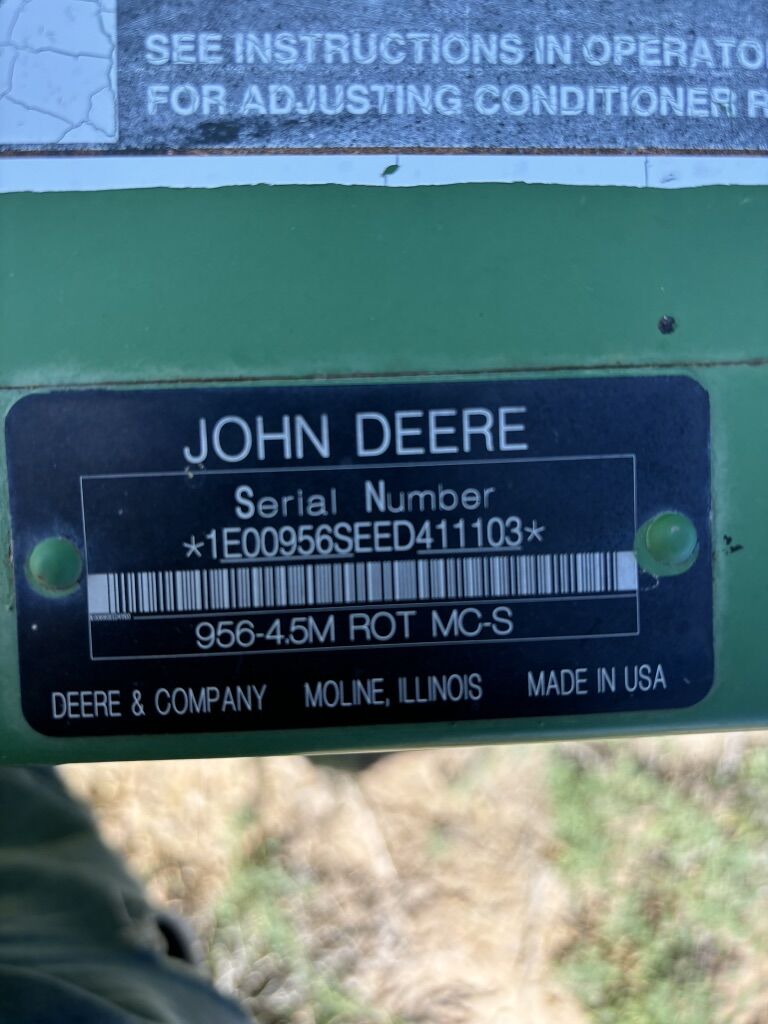 SEE INSTRUCTIONS IN OPERATO
FOR ADJUSTING CONDITIONER R
JOHN DEERE
Serial Number
*1E00956SEED411103*
956-4.5M ROT MC-S
DEERE & COMPANY MOLINE, ILLINOIS MADE IN USA